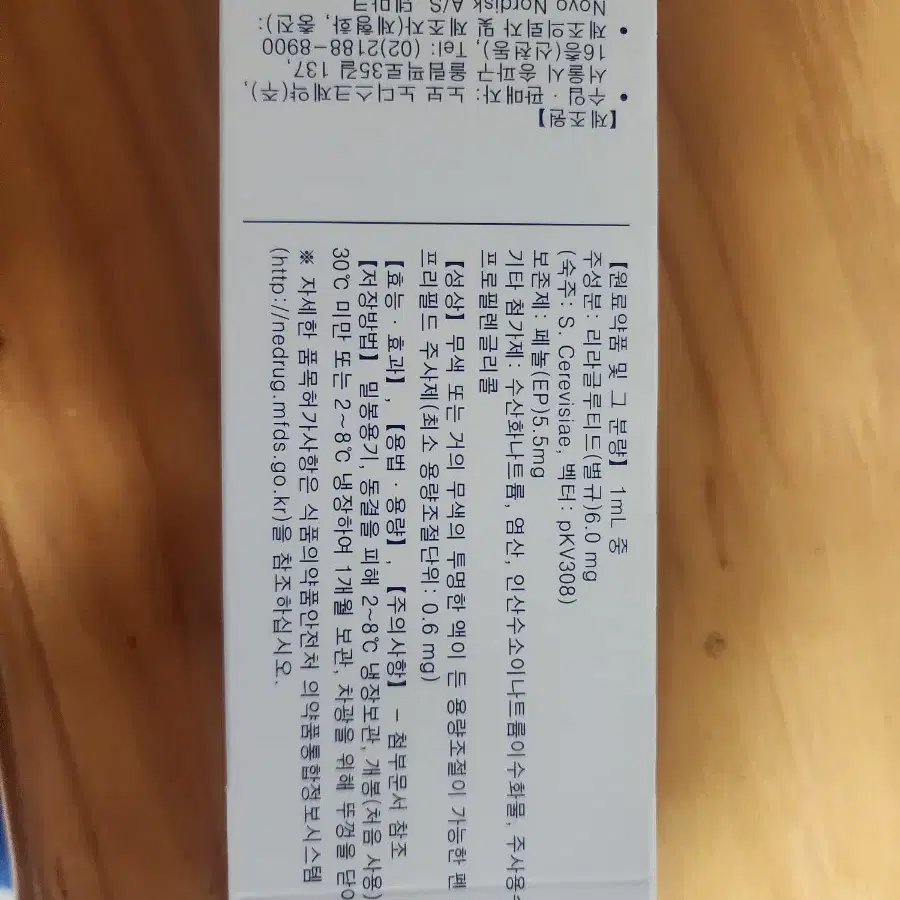 【원료약품 및 그 분량】 1mL 중
주성분: 리라글루티드(별규)6.0 mg
(숙주: S. Cerevisiae, 벡터: pKV308)
보존제: 페놀(EP)5.5mg
기타 첨가제: 수산화나트륨, 염산, 인산수소이나트륨이수화물,
프로필렌글리콜
【성상】 무색 또는 거의 무색의 투명한 액이 든 용량조절이 가능한 펜
프리필드 주사제(최소 용량조절단위: 0.6 mg)
【효능·효과】, 【용법·용량】, 【주의사항】 - 첨부문서 참조
【저장방법】 밀봉용기, 동결을 피해 2~8℃ 냉장보관, 개봉(처음 사용)
30℃ 미만 또는 2~8℃ 냉장하여 1개월 보관, 차광을 위해 뚜껑을
※ 자세한 품목허가사항은 식품의약품안전처 의약품통합정보시스템
(http://nedrug.mfds.go.kr)을 참조하십시오.
【제조원】
• 수입·판매자: 노보 노디스크제약(주),
서울시 송파구 올림픽로35길 137,
16층(신천동), Tel: (02)2188-8900
• 제조의뢰자 및 제조자(제형화, 충진):
Novo Nordisk A/S, 덴마크